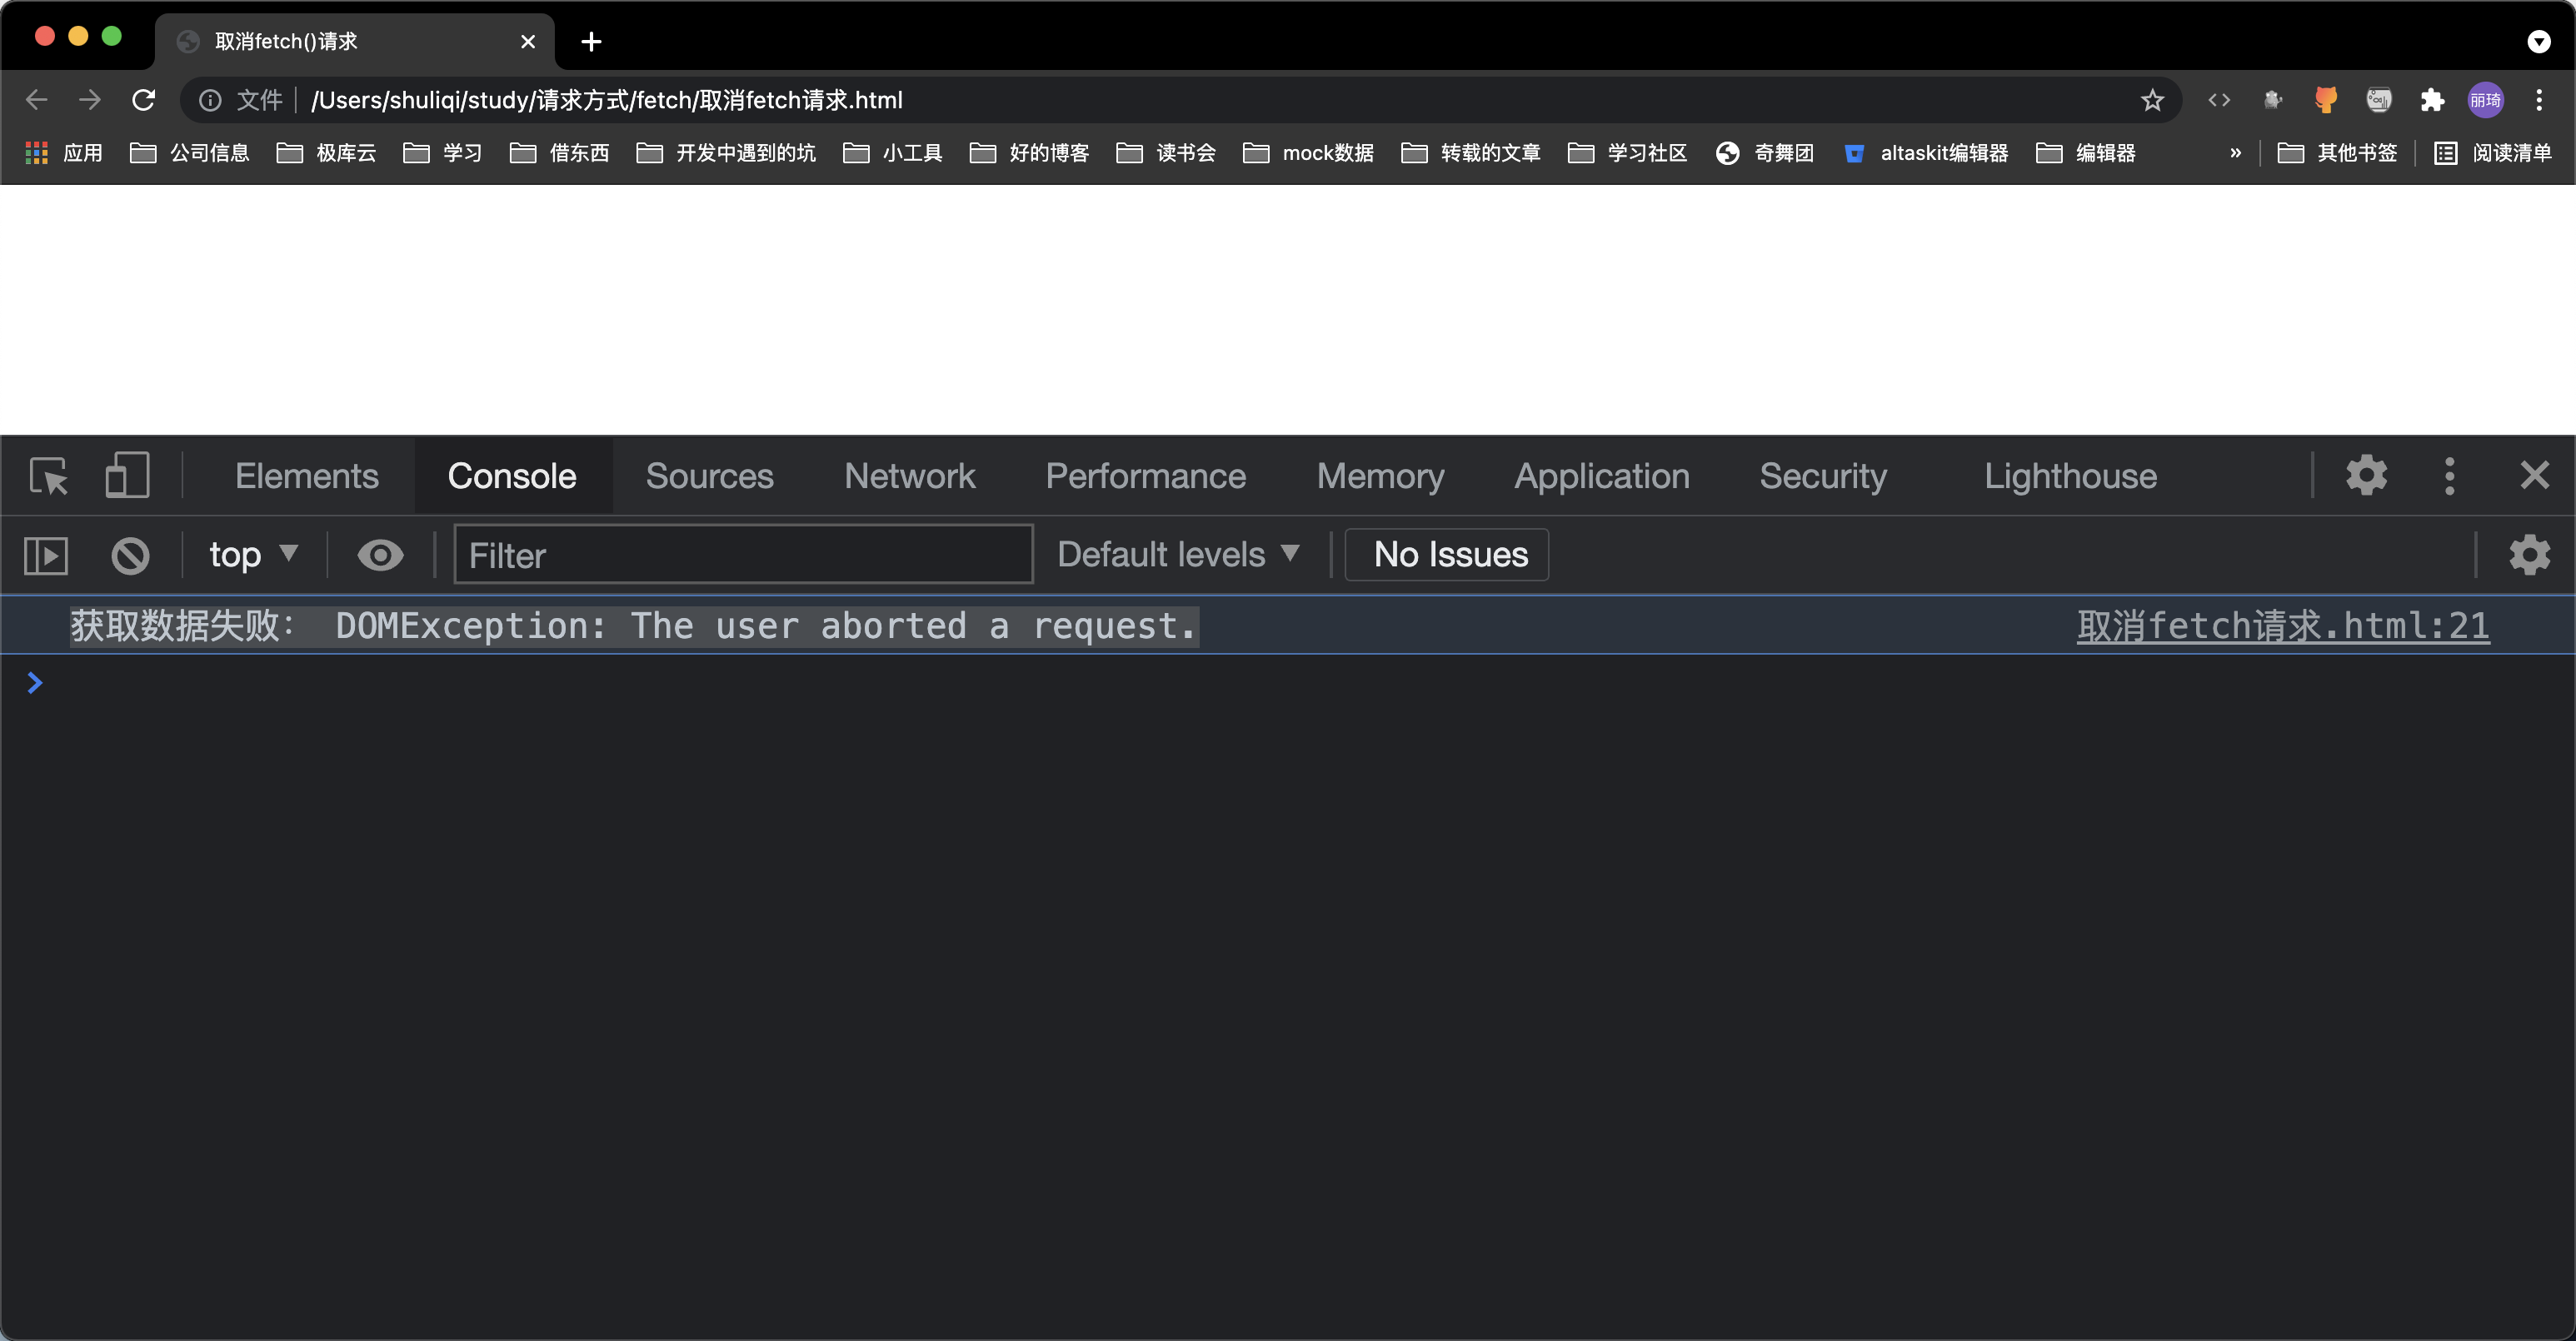 取消fetch()请求
文件 /Users/shuliqi/study/请求方式/fetch/取消fetch请求.html 丽琦
应用 公司信息 极库云 学习 借东西 开发中遇到的坑 小工具 好的博客 读书会 mock数据 转载的文章 学习社区 奇舞团 altaskit编辑器 编辑器 » 其他书签 阅读清单
Elements Console Sources Network Performance Memory Application Security Lighthouse
top Filter Default levels No Issues
获取数据失败： DOMException: The user aborted a request. 取消fetch请求.html:21